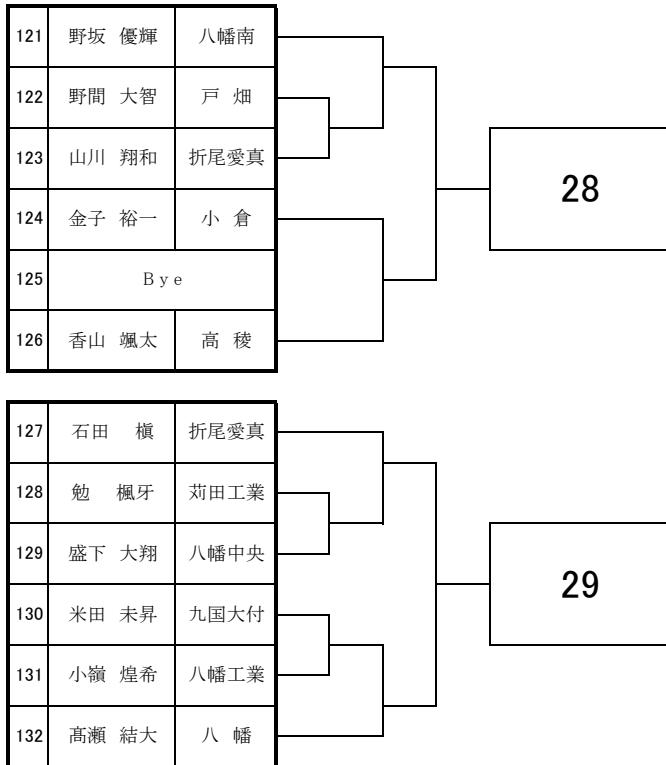 121 野坂 優輝 八幡南
122 野間 大智 戸 畑
123 山川 翔和 折尾愛真
28
124 金子 裕一 小 倉
125 Bye
126 香山 颯太 高 稜
127 石田 槇 折尾愛真
128 勉 楓牙 苅田工業
129 盛下 大翔 八幡中央
29
130 米田 未昇 九国大付
131 小嶺 煌希 八幡工業
132 髙瀬 結大 八 幡